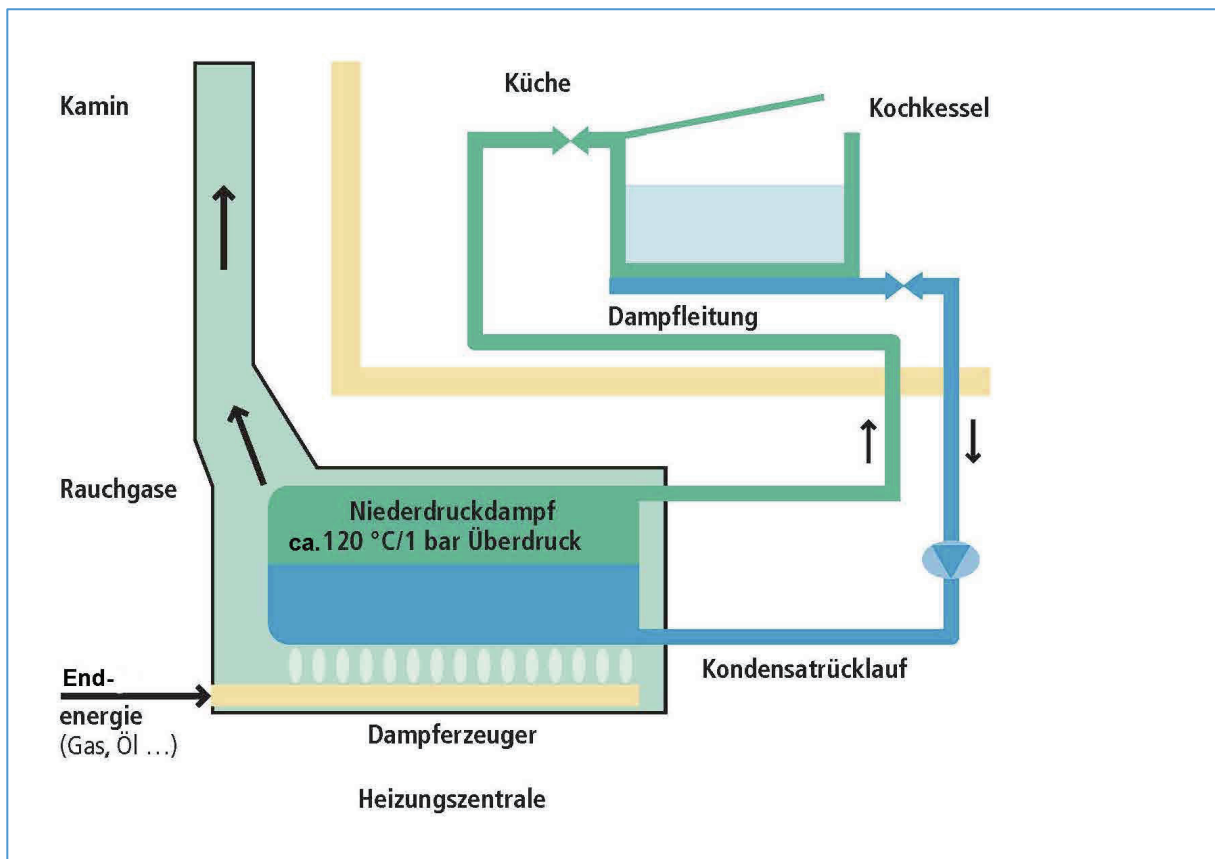 Küche
Kamin
Kochkessel
Dampfleitung
Rauchgase
Niederdruckdampf
ca. 120 °C/1 bar Überdruck
Kondensatrücklauf
End-
energie
(Gas, Öl ...)
Dampferzeuger
Heizungszentrale